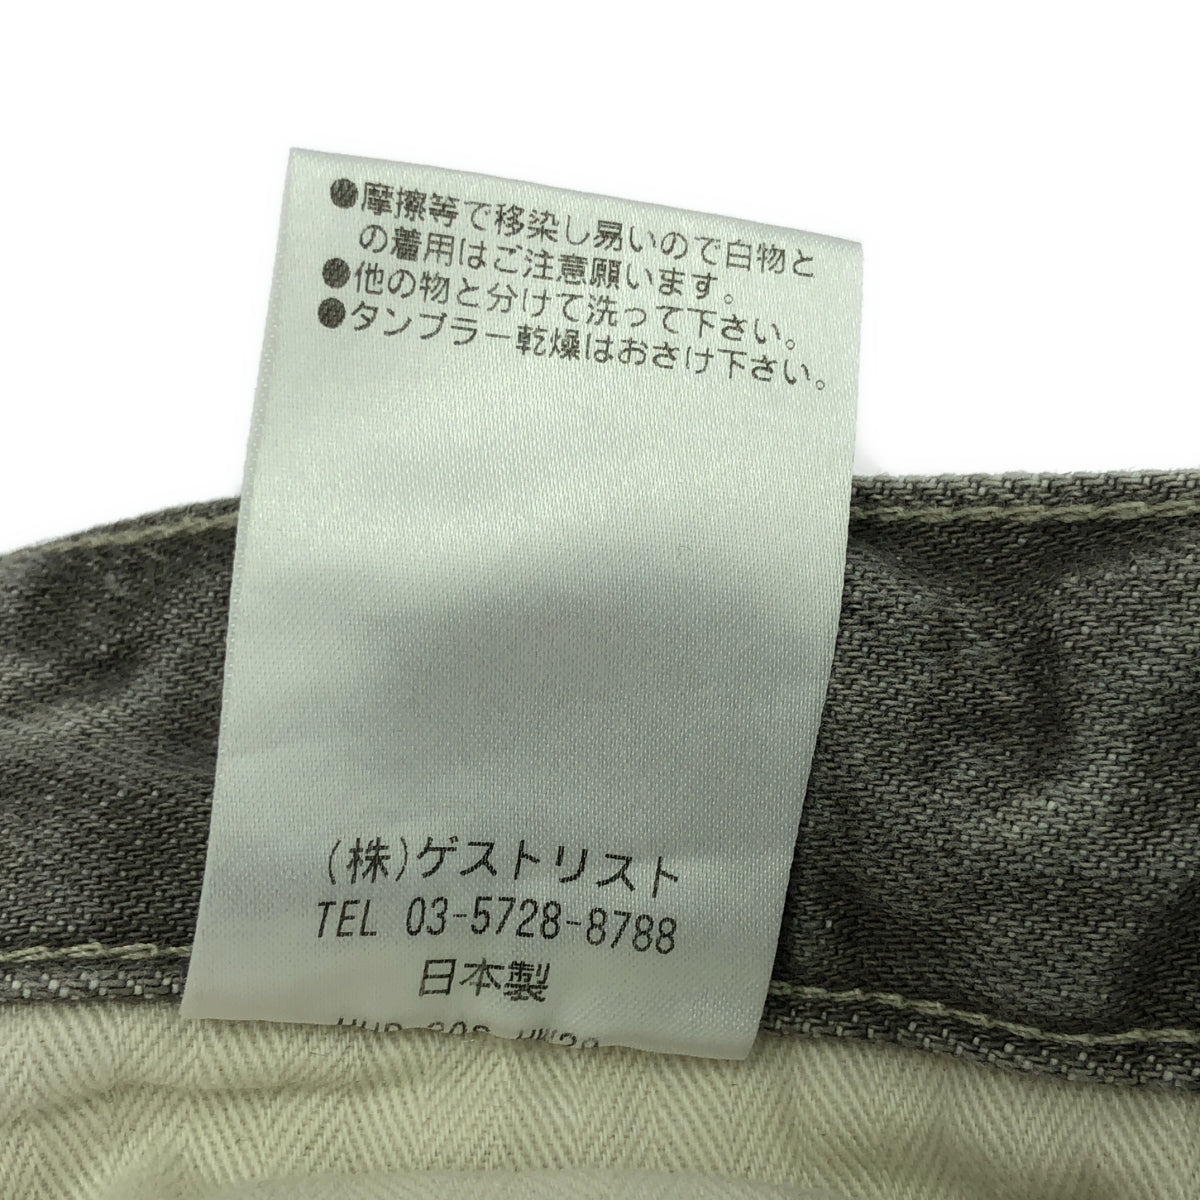 ●摩擦等で移染し易いので白物と
の着用はご注意願います。
●他の物と分けて洗って下さい。
●タンブラー乾燥はおさけ下さい。
(株)ゲストリスト
TEL 03-5728-8788
日本製